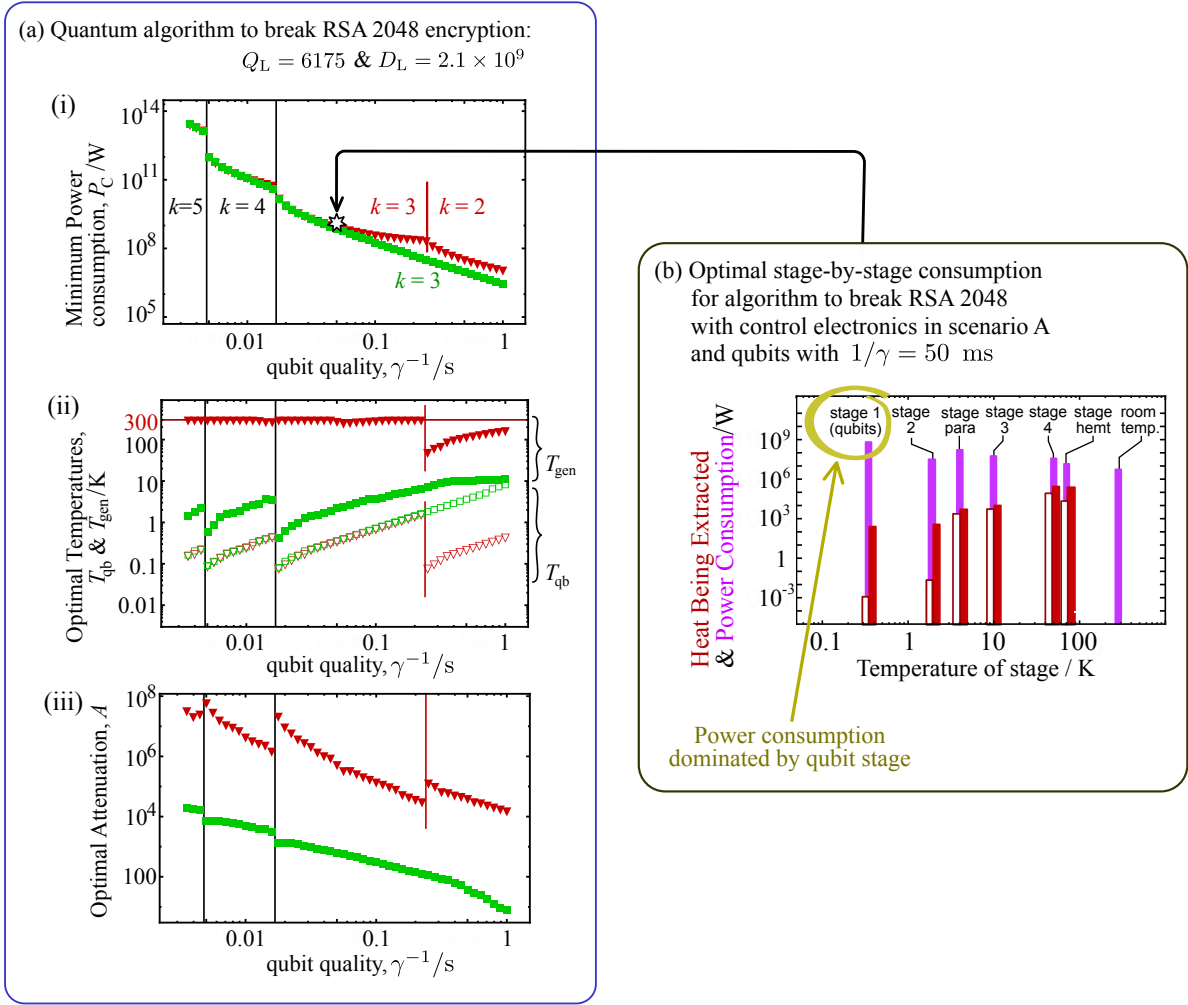 (a) Quantum algorithm to break RSA 2048 encryption:
Q_L = 6175 & D_L = 2.1 × 10^9
(i)
Minimum Power
consumption, P_C /W
10^14
10^11
10^8
10^5
k=5
k = 4
k = 3
k = 2
k = 3
0.01
0.1
1
qubit quality, γ^−1/s
(ii)
Optimal Temperatures,
T_qb & T_gen/K
300
100
10
1
0.1
0.01
T_gen
T_qb
0.01
0.1
1
qubit quality, γ^−1/s
(iii)
Optimal Attenuation, A
10^8
10^6
10^4
100
0.01
0.1
1
qubit quality, γ^−1/s
(b) Optimal stage-by-stage consumption
for algorithm to break RSA 2048
with control electronics in scenario A
and qubits with 1/γ = 50 ms
Heat Being Extracted
& Power Consumption/W
10^9
10^6
10^3
1
10^-3
stage 1
(qubits)
stage
2
stage
para
stage
3
stage
4
stage
hemt
room
temp.
0.1
1
10
100
Temperature of stage / K
Power consumption
dominated by qubit stage